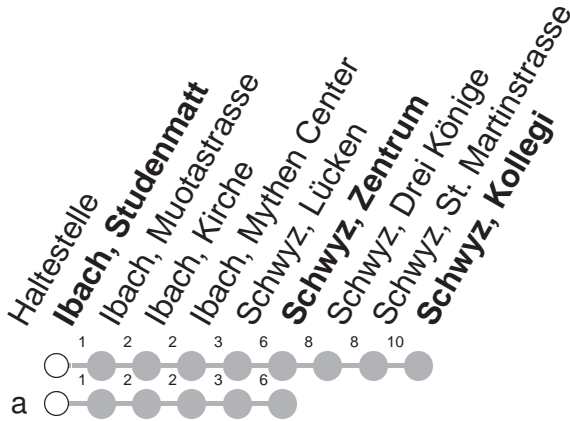 Haltestelle
Ibach, Studenmatt
Ibach, Muotastrasse
Ibach, Kirche
Ibach, Mythen Center
Schwyz, Lücken
Schwyz, Zentrum
Schwyz, Drei Könige
Schwyz, St. Martinstrasse
Schwyz, Kollegi
1 2 2 3 6 8 8 10
a 1 2 2 3 6